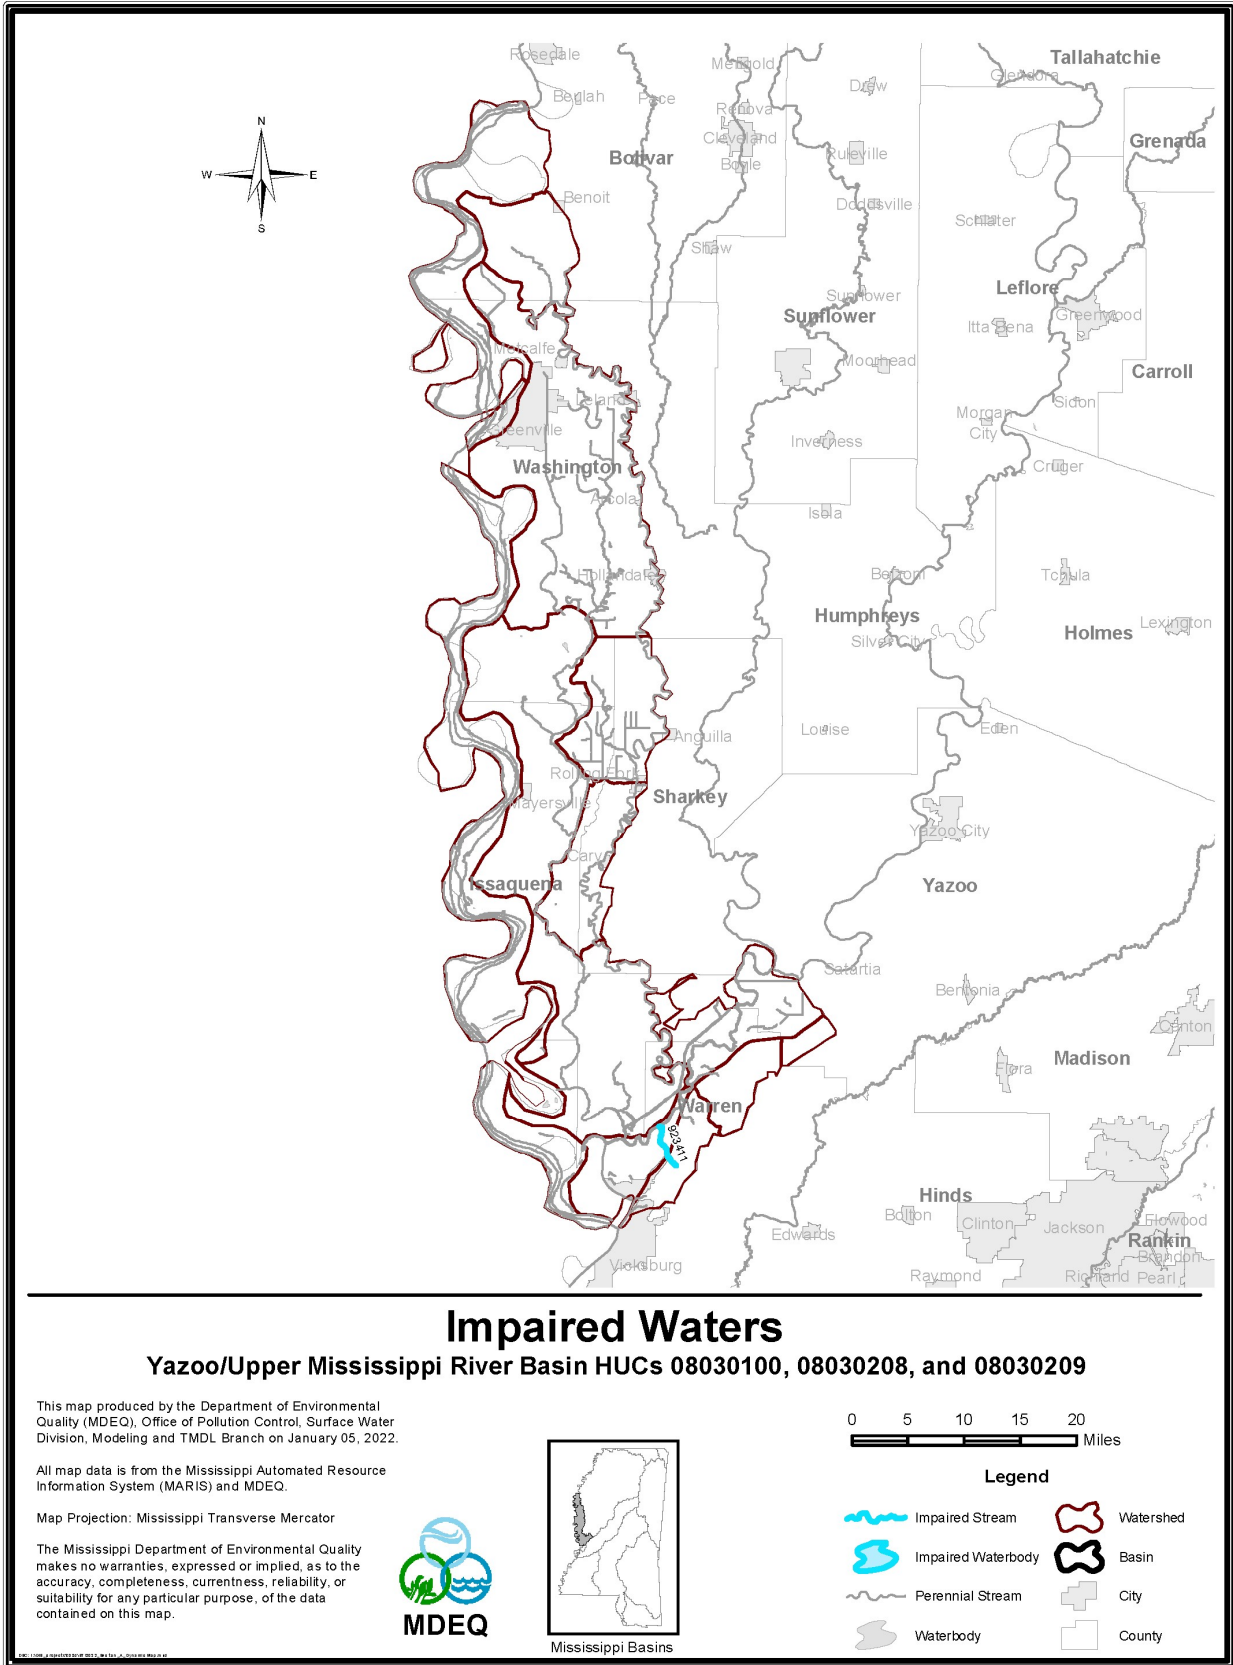 Rosedale
Beulah
Pace
Merigold
Renova
Cleveland
Boyle
Bolivar
Benoit
Shaw
Drew
Ruleville
Doddsville
Sunflower
Sunflower
Tallahatchie
Glendora
Grenada
Schlater
Leflore
Greenwood
Itta Bena
Carroll
Moorhead
Morgan
City
Sidon
Cruger
Inverness
Isola
Metcalfe
Leland
Greenville
Washington
Arcola
Hollandale
Belzoni
Humphreys
Silver City
Tchula
Holmes
Lexington
Louise
Eden
Anguilla
Rolling Fork
Mayersville
Sharkey
Cary
Issaquena
Yazoo City
Yazoo
Satartia
Bentonia
Canton
Madison
Flora
Warren
923411
Hinds
Bolton
Clinton
Jackson
Flowood
Rankin
Brandon
Edwards
Vicksburg
Raymond
Richland
Pearl
N
W
E
S
Impaired Waters
Yazoo/Upper Mississippi River Basin HUCs 08030100, 08030208, and 08030209
This map produced by the Department of Environmental
Quality (MDEQ), Office of Pollution Control, Surface Water
Division, Modeling and TMDL Branch on January 05, 2022.
All map data is from the Mississippi Automated Resource
Information System (MARIS) and MDEQ.
Map Projection: Mississippi Transverse Mercator
The Mississippi Department of Environmental Quality
makes no warranties, expressed or implied, as to the
accuracy, completeness, currentness, reliability, or
suitability for any particular purpose, of the data
contained on this map.
MDEQ
Mississippi Basins
0 5 10 15 20
Miles
Legend
Impaired Stream
Watershed
Impaired Waterbody
Basin
Perennial Stream
City
Waterbody
County